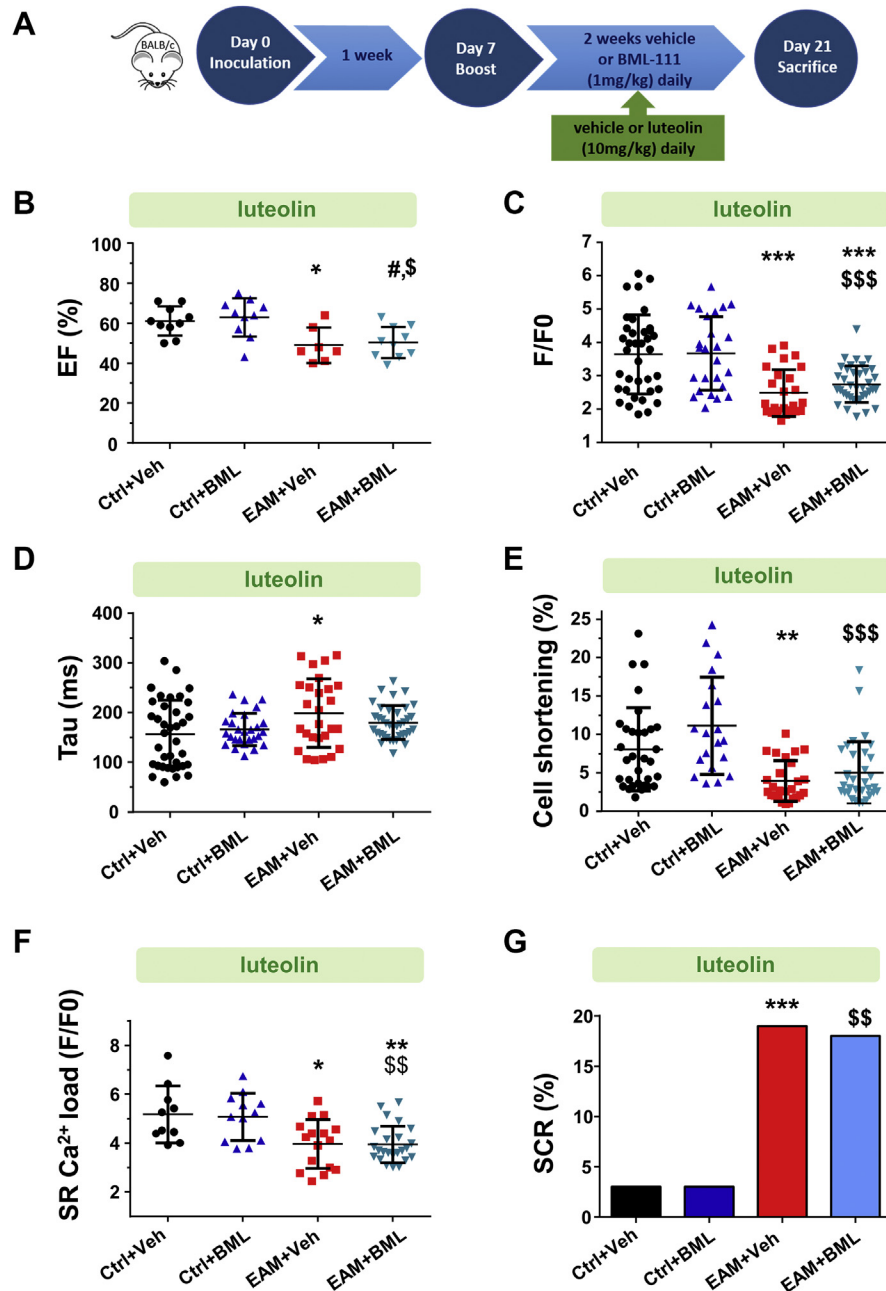 A
BALB/c
Day 0
Inoculation
1 week
Day 7
Boost
2 weeks vehicle
or BML-111
(1mg/kg) daily
Day 21
Sacrifice
vehicle or luteolin
(10mg/kg) daily
B
luteolin
EF (%)
100
80
60
40
20
0
*
#,$
Ctrl+Veh
Ctrl+BML
EAM+Veh
EAM+BML
C
luteolin
F/F0
7
6
5
4
3
2
1
***
***
$$$
Ctrl+Veh
Ctrl+BML
EAM+Veh
EAM+BML
D
luteolin
Tau (ms)
400
300
200
100
0
*
Ctrl+Veh
Ctrl+BML
EAM+Veh
EAM+BML
E
luteolin
Cell shortening (%)
25
20
15
10
5
0
**
$$$
Ctrl+Veh
Ctrl+BML
EAM+Veh
EAM+BML
F
luteolin
SR Ca²⁺ load (F/F0)
8
6
4
2
*
**
$$
Ctrl+Veh
Ctrl+BML
EAM+Veh
EAM+BML
G
luteolin
SCR (%)
20
15
10
5
0
***
$$
Ctrl+Veh
Ctrl+BML
EAM+Veh
EAM+BML